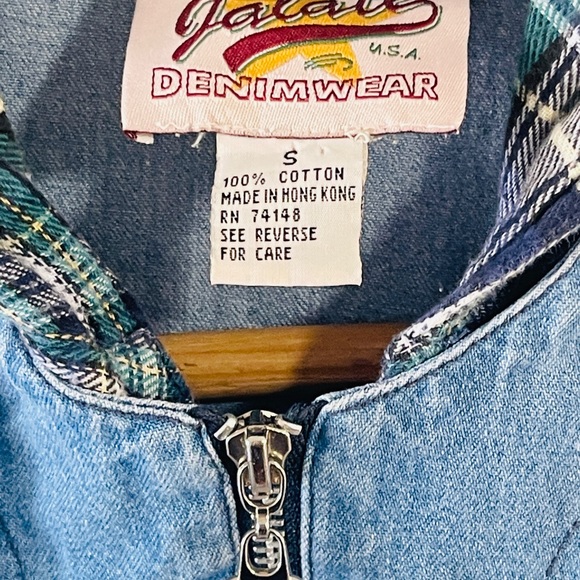 Jalate
U.S.A.
DENIMWEAR
S
100% COTTON
MADE IN HONG KONG
RN 74148
SEE REVERSE
FOR CARE